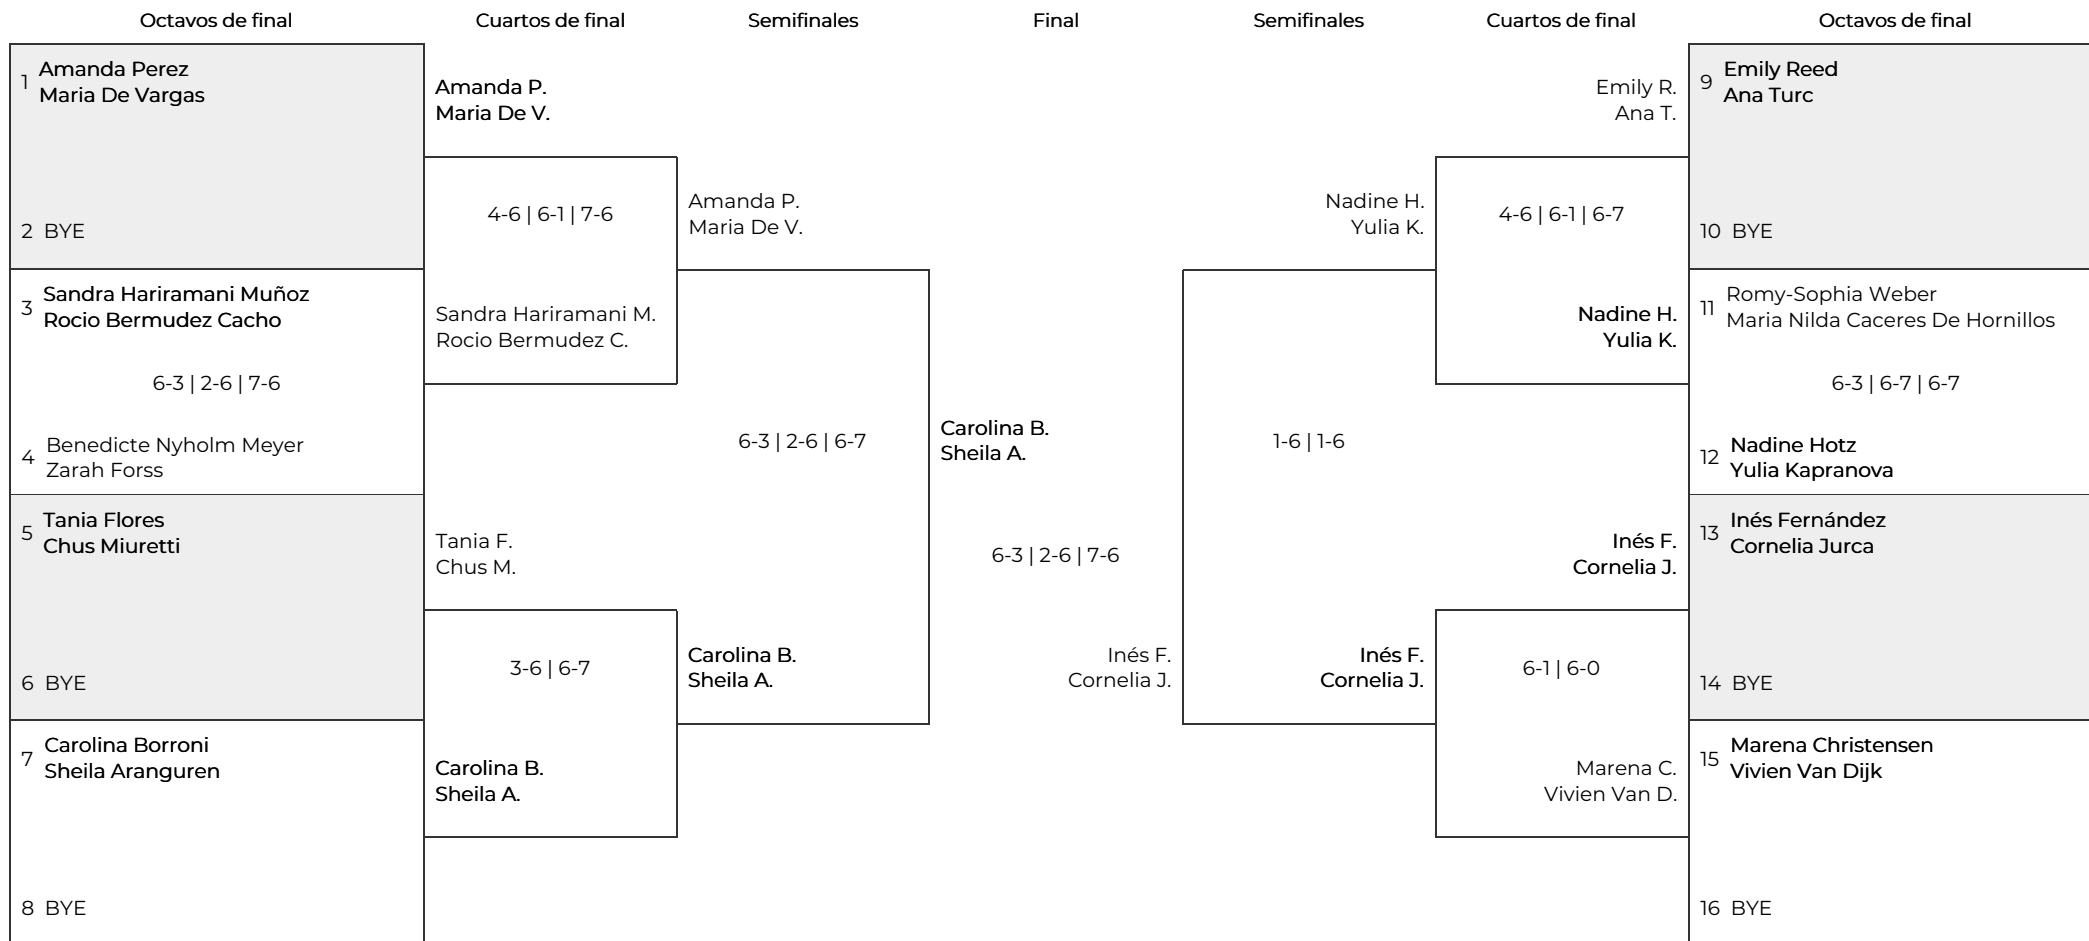 Octavos de final
Cuartos de final
Semifinales
Final
Semifinales
Cuartos de final
Octavos de final
1
Amanda Perez
Maria De Vargas
2 BYE
3
Sandra Hariramani Muñoz
Rocio Bermudez Cacho
6-3 | 2-6 | 7-6
4
Benedicte Nyholm Meyer
Zarah Forss
5
Tania Flores
Chus Miuretti
6 BYE
7
Carolina Borroni
Sheila Aranguren
8 BYE
Amanda P.
Maria De V.
4-6 | 6-1 | 7-6
Sandra Hariramani M.
Rocio Bermudez C.
Tania F.
Chus M.
3-6 | 6-7
Carolina B.
Sheila A.
Amanda P.
Maria De V.
6-3 | 2-6 | 6-7
Carolina B.
Sheila A.
Carolina B.
Sheila A.
6-3 | 2-6 | 7-6
Inés F.
Cornelia J.
Nadine H.
Yulia K.
1-6 | 1-6
Inés F.
Cornelia J.
Emily R.
Ana T.
4-6 | 6-1 | 6-7
Nadine H.
Yulia K.
Inés F.
Cornelia J.
6-1 | 6-0
Marena C.
Vivien Van D.
9
Emily Reed
Ana Turc
10 BYE
11
Romy-Sophia Weber
Maria Nilda Caceres De Hornillos
6-3 | 6-7 | 6-7
12
Nadine Hotz
Yulia Kapranova
13
Inés Fernández
Cornelia Jurca
14 BYE
15
Marena Christensen
Vivien Van Dijk
16 BYE